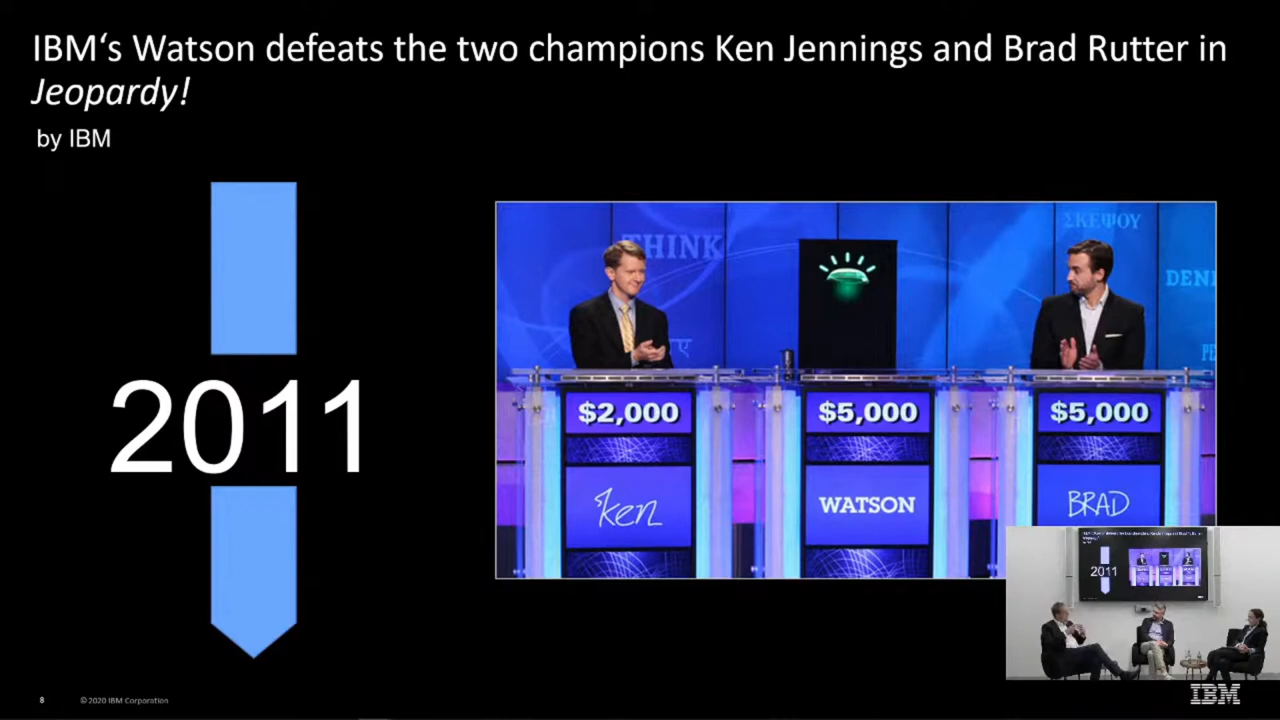 IBM‘s Watson defeats the two champions Ken Jennings and Brad Rutter in
Jeopardy!
by IBM
2011
THINK
ΣΚΕΨΟΥ
$2,000
$5,000
$5,000
ken
WATSON
BRAD
2011
8
© 2020 IBM Corporation
IBM